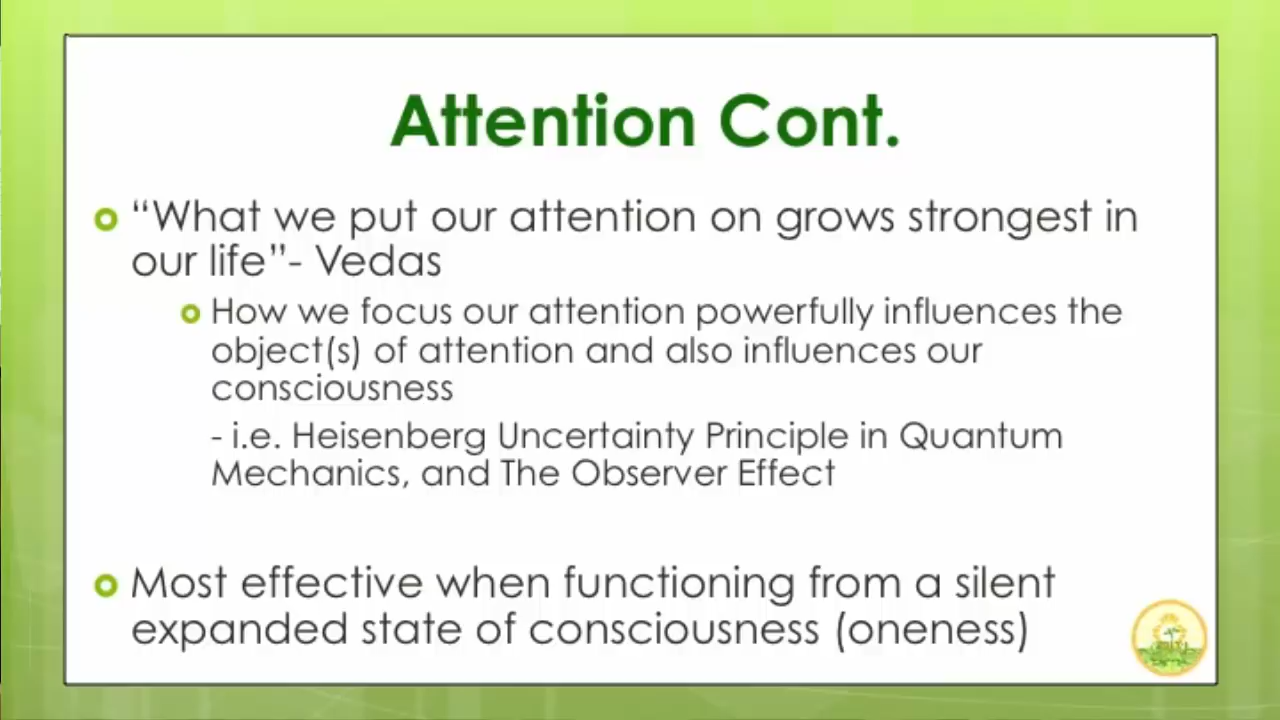 Attention Cont.
“What we put our attention on grows strongest in
our life”- Vedas
How we focus our attention powerfully influences the
object(s) of attention and also influences our
consciousness
- i.e. Heisenberg Uncertainty Principle in Quantum
Mechanics, and The Observer Effect
Most effective when functioning from a silent
expanded state of consciousness (oneness)